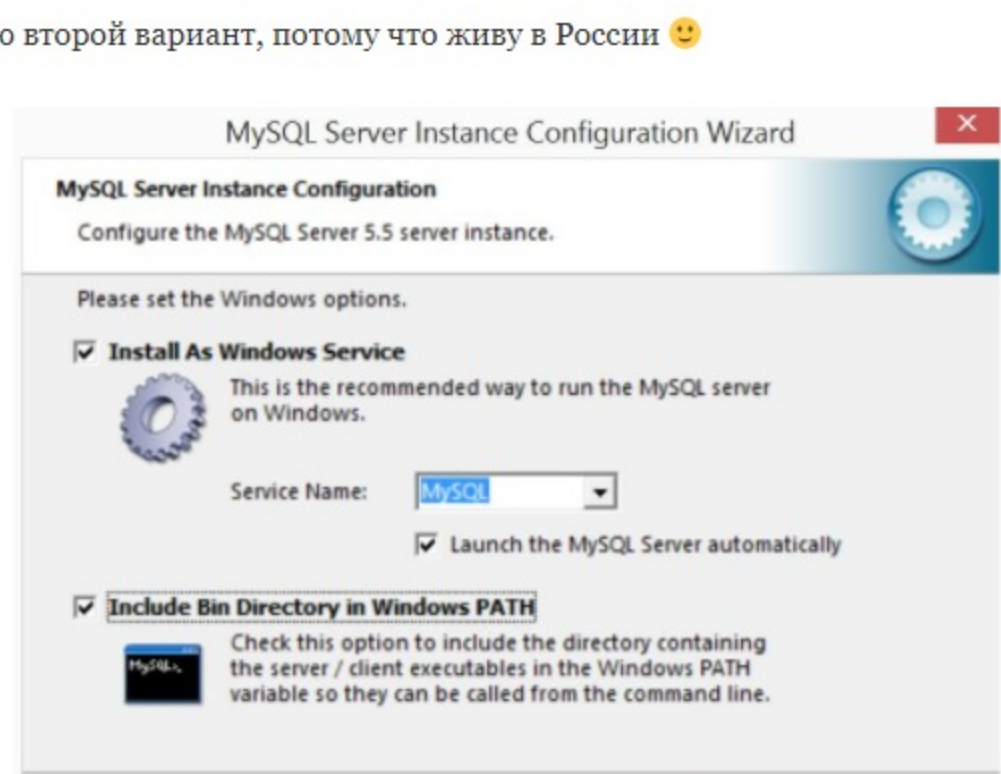 о второй вариант, потому что живу в России
MySQL Server Instance Configuration Wizard
MySQL Server Instance Configuration
Configure the MySQL Server 5.5 server instance.
Please set the Windows options.
Install As Windows Service
This is the recommended way to run the MySQL server
on Windows.
Service Name: MySQL
Launch the MySQL Server automatically
Include Bin Directory in Windows PATH
Check this option to include the directory containing
the server / client executables in the Windows PATH
variable so they can be called from the command line.
MySQL>